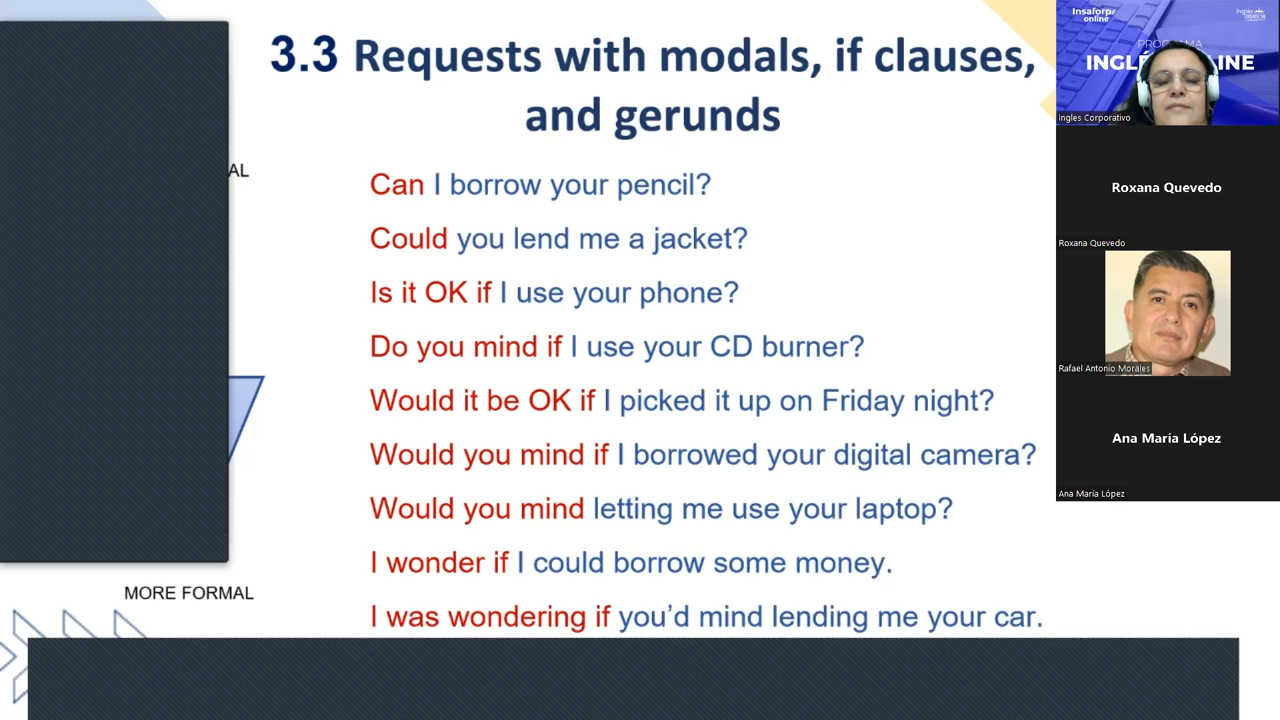 3.3 Requests with modals, if clauses,
and gerunds
AL
Can I borrow your pencil?
Could you lend me a jacket?
Is it OK if I use your phone?
Do you mind if I use your CD burner?
Would it be OK if I picked it up on Friday night?
Would you mind if I borrowed your digital camera?
Would you mind letting me use your laptop?
I wonder if I could borrow some money.
I was wondering if you’d mind lending me your car.
MORE FORMAL
Insaforp
online
Ingles Corporativo
Roxana Quevedo
Roxana Quevedo
Rafael Antonio Morales
Ana María López
Ana María López